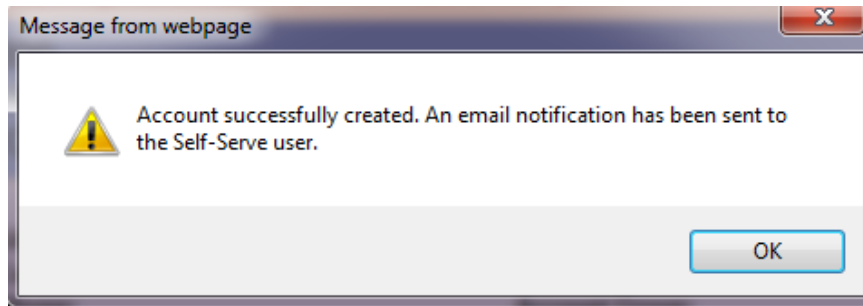 Message from webpage
Account successfully created. An email notification has been sent to
the Self-Serve user.
OK